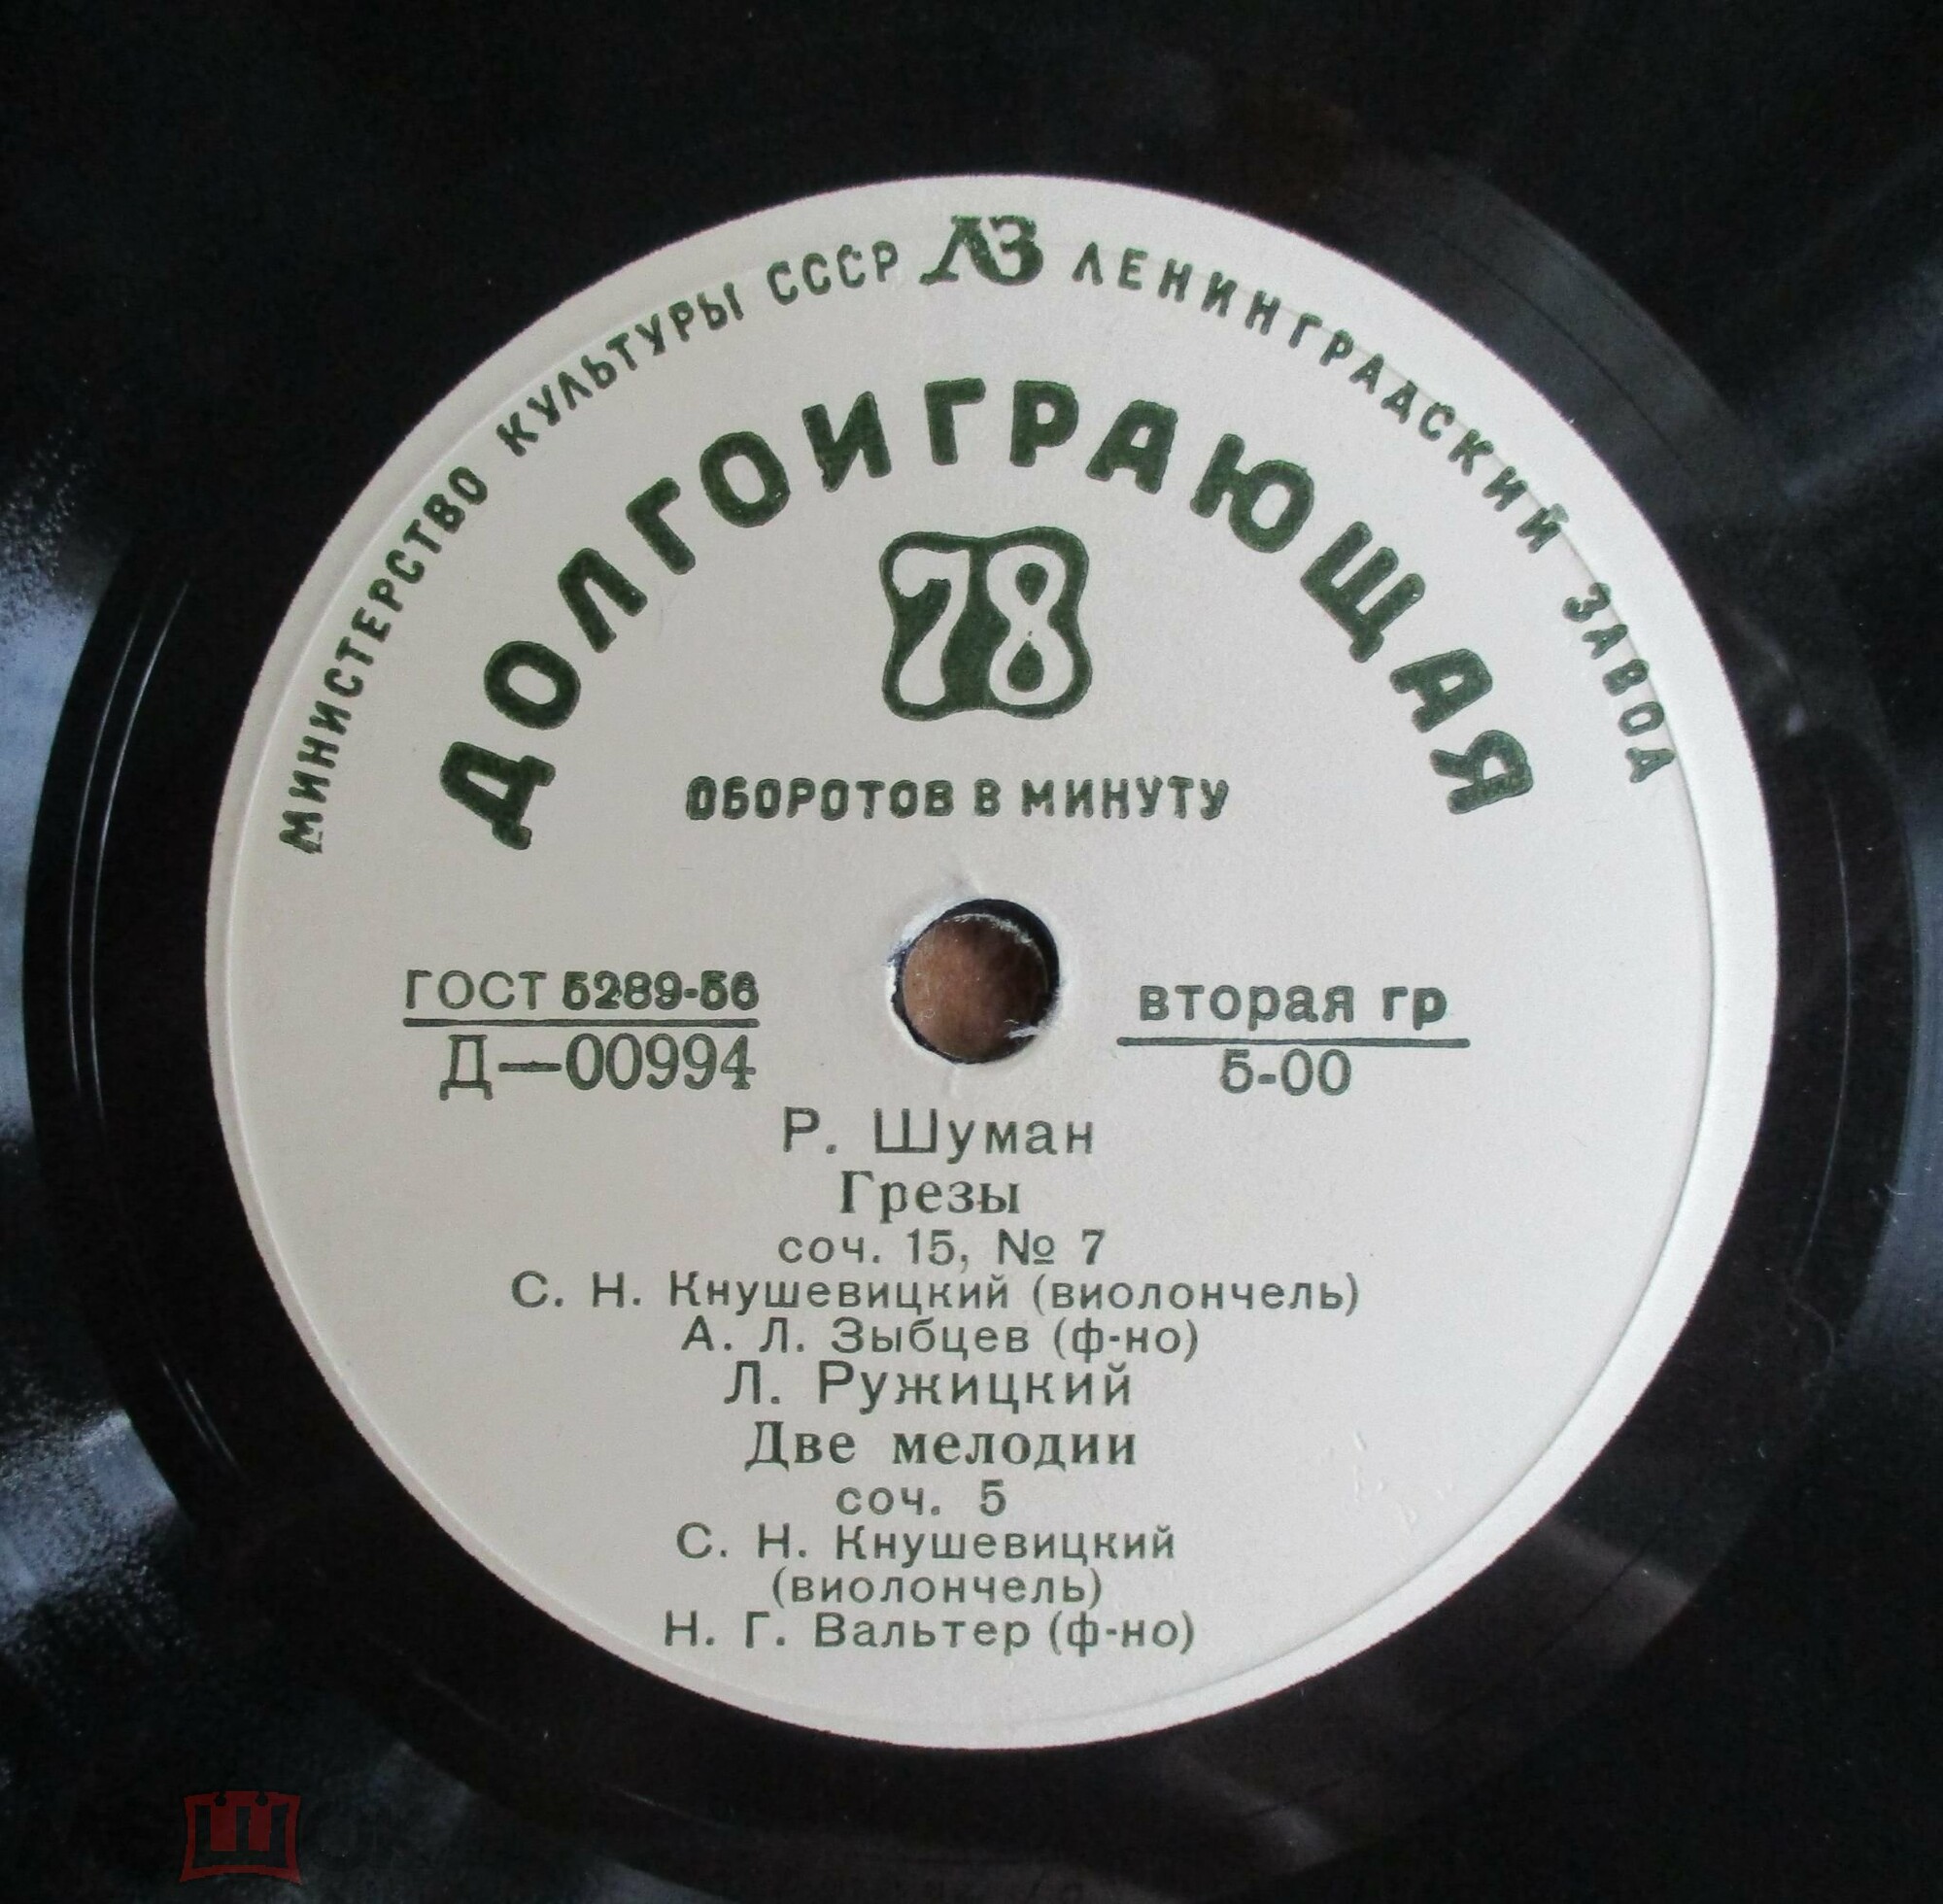 МИНИСТЕРСТВО КУЛЬТУРЫ СССР ЛЗ ЛЕНИНГРАДСКИЙ ЗАВОД
ДОЛГОИГРАЮЩАЯ
78
ОБОРОТОВ В МИНУТУ
ГОСТ 5289-56
Д—00994
вторая гр
5-00
Р. Шуман
Грезы
соч. 15, № 7
С. Н. Кнушевицкий (виолончель)
А. Л. Зыбцев (ф-но)
Л. Ружицкий
Две мелодии
соч. 5
С. Н. Кнушевицкий
(виолончель)
Н. Г. Вальтер (ф-но)